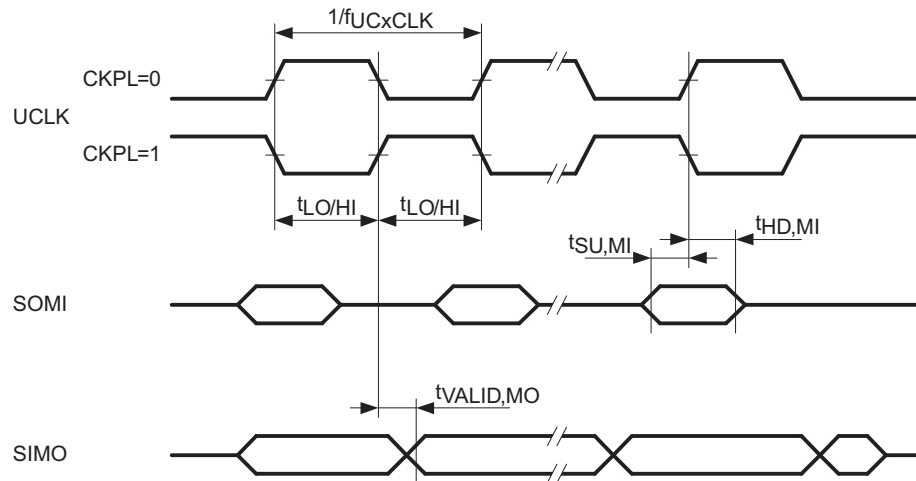 1/fUCxCLK
CKPL=0
UCLK
CKPL=1
tLO/HI tLO/HI
tHD,MI
tSU,MI
SOMI
tVALID,MO
SIMO